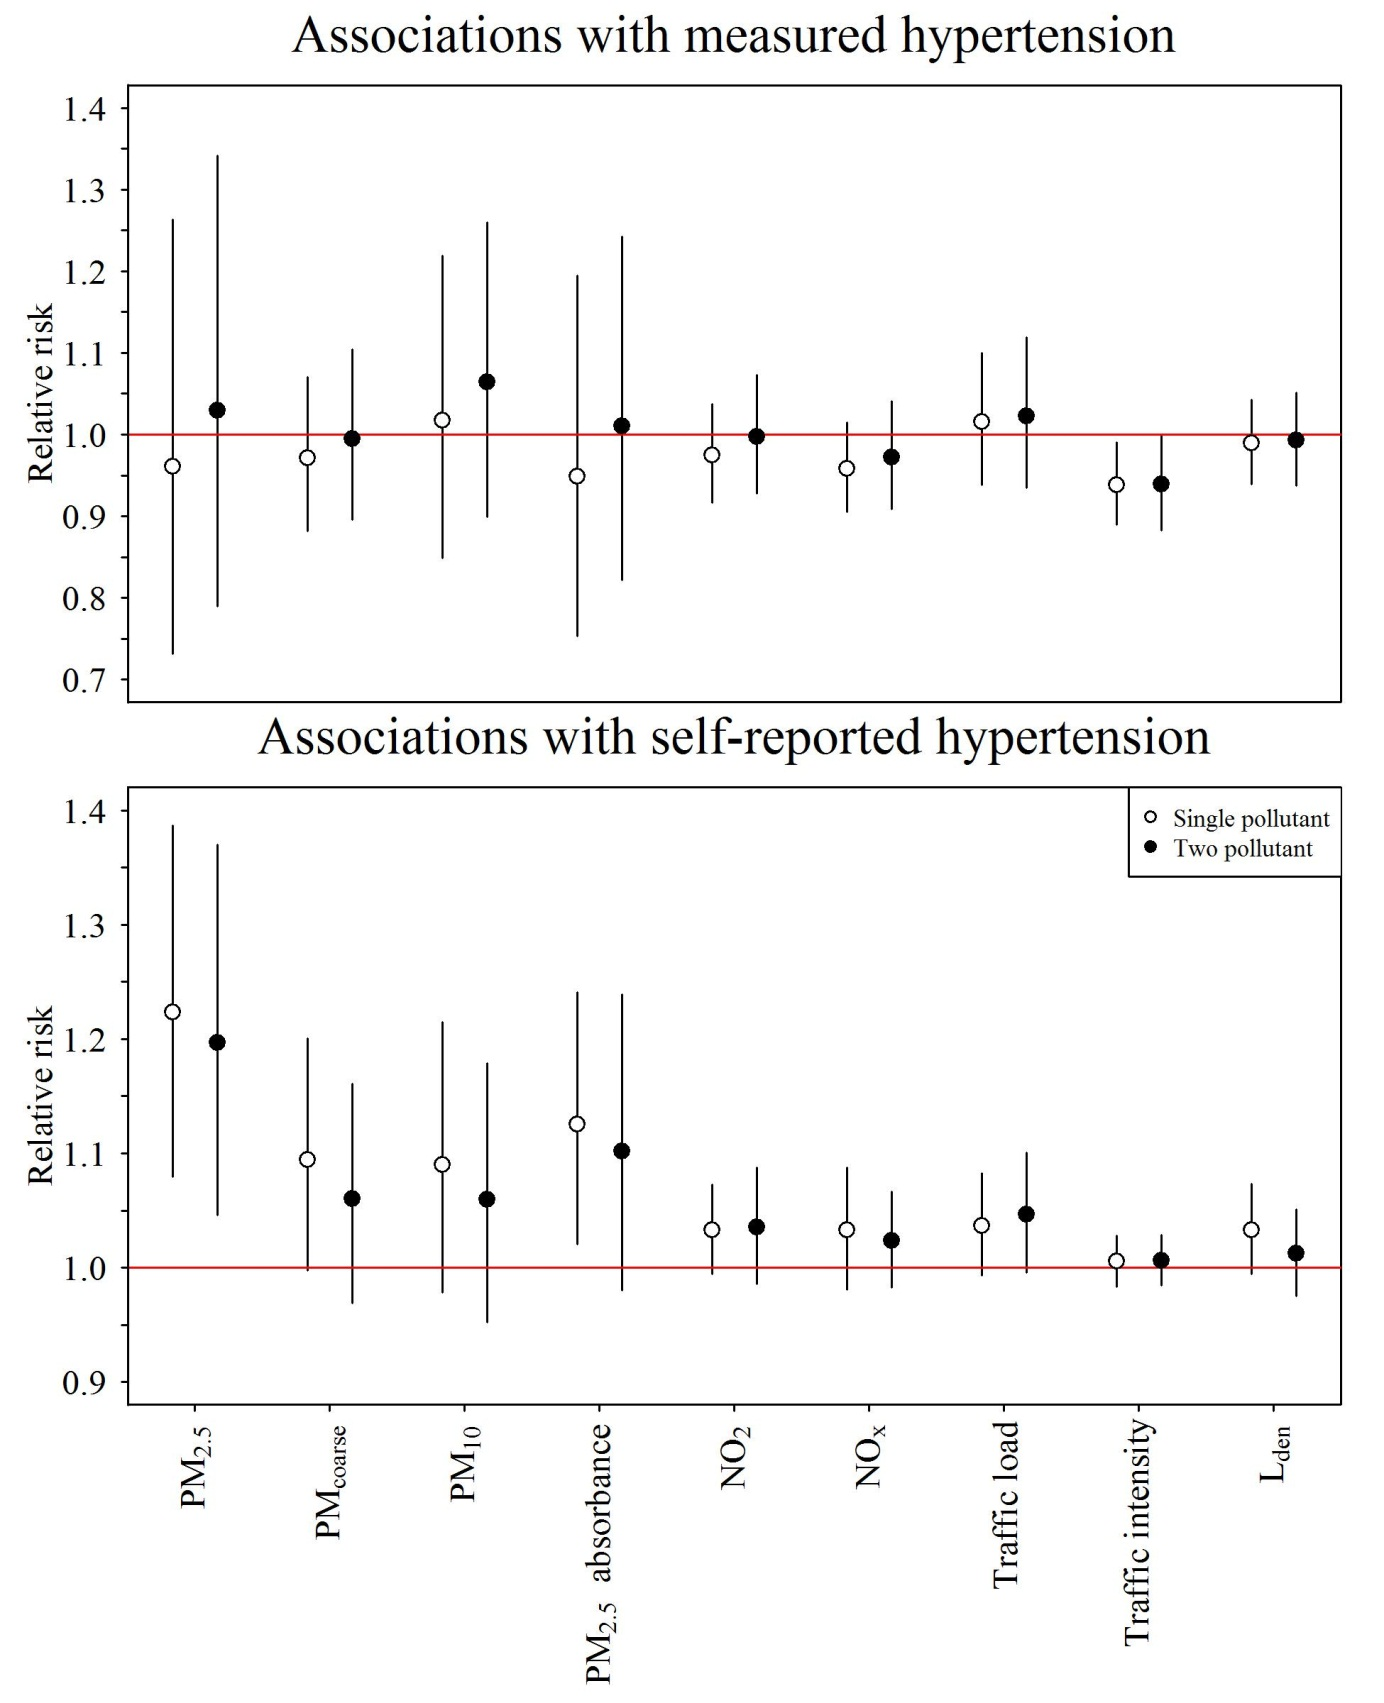 Associations with measured hypertension
Relative risk
1.4
1.3
1.2
1.1
1.0
0.9
0.8
0.7
Associations with self-reported hypertension
Relative risk
1.4
1.3
1.2
1.1
1.0
0.9
Single pollutant
Two pollutant
PM2.5
PMcoarse
PM10
PM2.5 absorbance
NO2
NOx
Traffic load
Traffic intensity
Lden